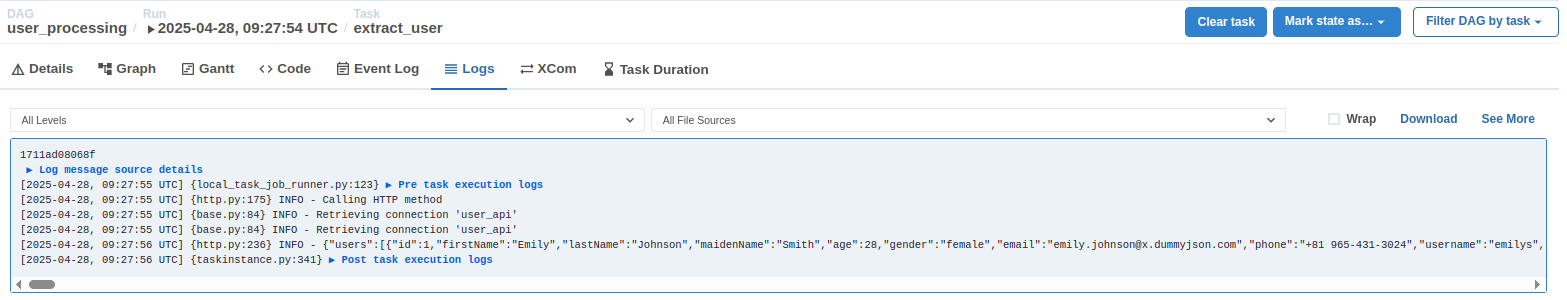 DAG Run Task
user_processing / ▶ 2025-04-28, 09:27:54 UTC / extract_user
Clear task Mark state as… Filter DAG by task
Details Graph Gantt Code Event Log Logs XCom Task Duration
All Levels All File Sources Wrap Download See More
1711ad08068f
▶ Log message source details
[2025-04-28, 09:27:55 UTC] {local_task_job_runner.py:123} ▶ Pre task execution logs
[2025-04-28, 09:27:55 UTC] {http.py:175} INFO - Calling HTTP method
[2025-04-28, 09:27:55 UTC] {base.py:84} INFO - Retrieving connection 'user_api'
[2025-04-28, 09:27:55 UTC] {base.py:84} INFO - Retrieving connection 'user_api'
[2025-04-28, 09:27:56 UTC] {http.py:236} INFO - {"users":[{"id":1,"firstName":"Emily","lastName":"Johnson","maidenName":"Smith","age":28,"gender":"female","email":"emily.johnson@x.dummyjson.com","phone":"+81 965-431-3024","username":"emilys",
[2025-04-28, 09:27:56 UTC] {taskinstance.py:341} ▶ Post task execution logs